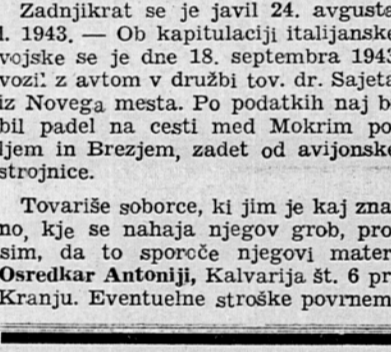 Zadnjikrat se je javil 24. avgusta
l. 1943. — Ob kapitulaciji italijanske
vojske se je dne 18. septembra 1943
vozil z avtom v družbi tov. dr. Sajeta
iz Novega mesta. Po podatkih naj b
bil padel na cesti med Mokrim po
ljem in Brezjem, zadet od avijonske
strojnice.
Tovariše soborce, ki jim je kaj zna
no, kje se nahaja njegov grob, pro
sim, da to sporoče njegovi mater
Osredkar Antoniji, Kalvarija št. 6 pr
Kranju. Eventuelne stroške povrnem